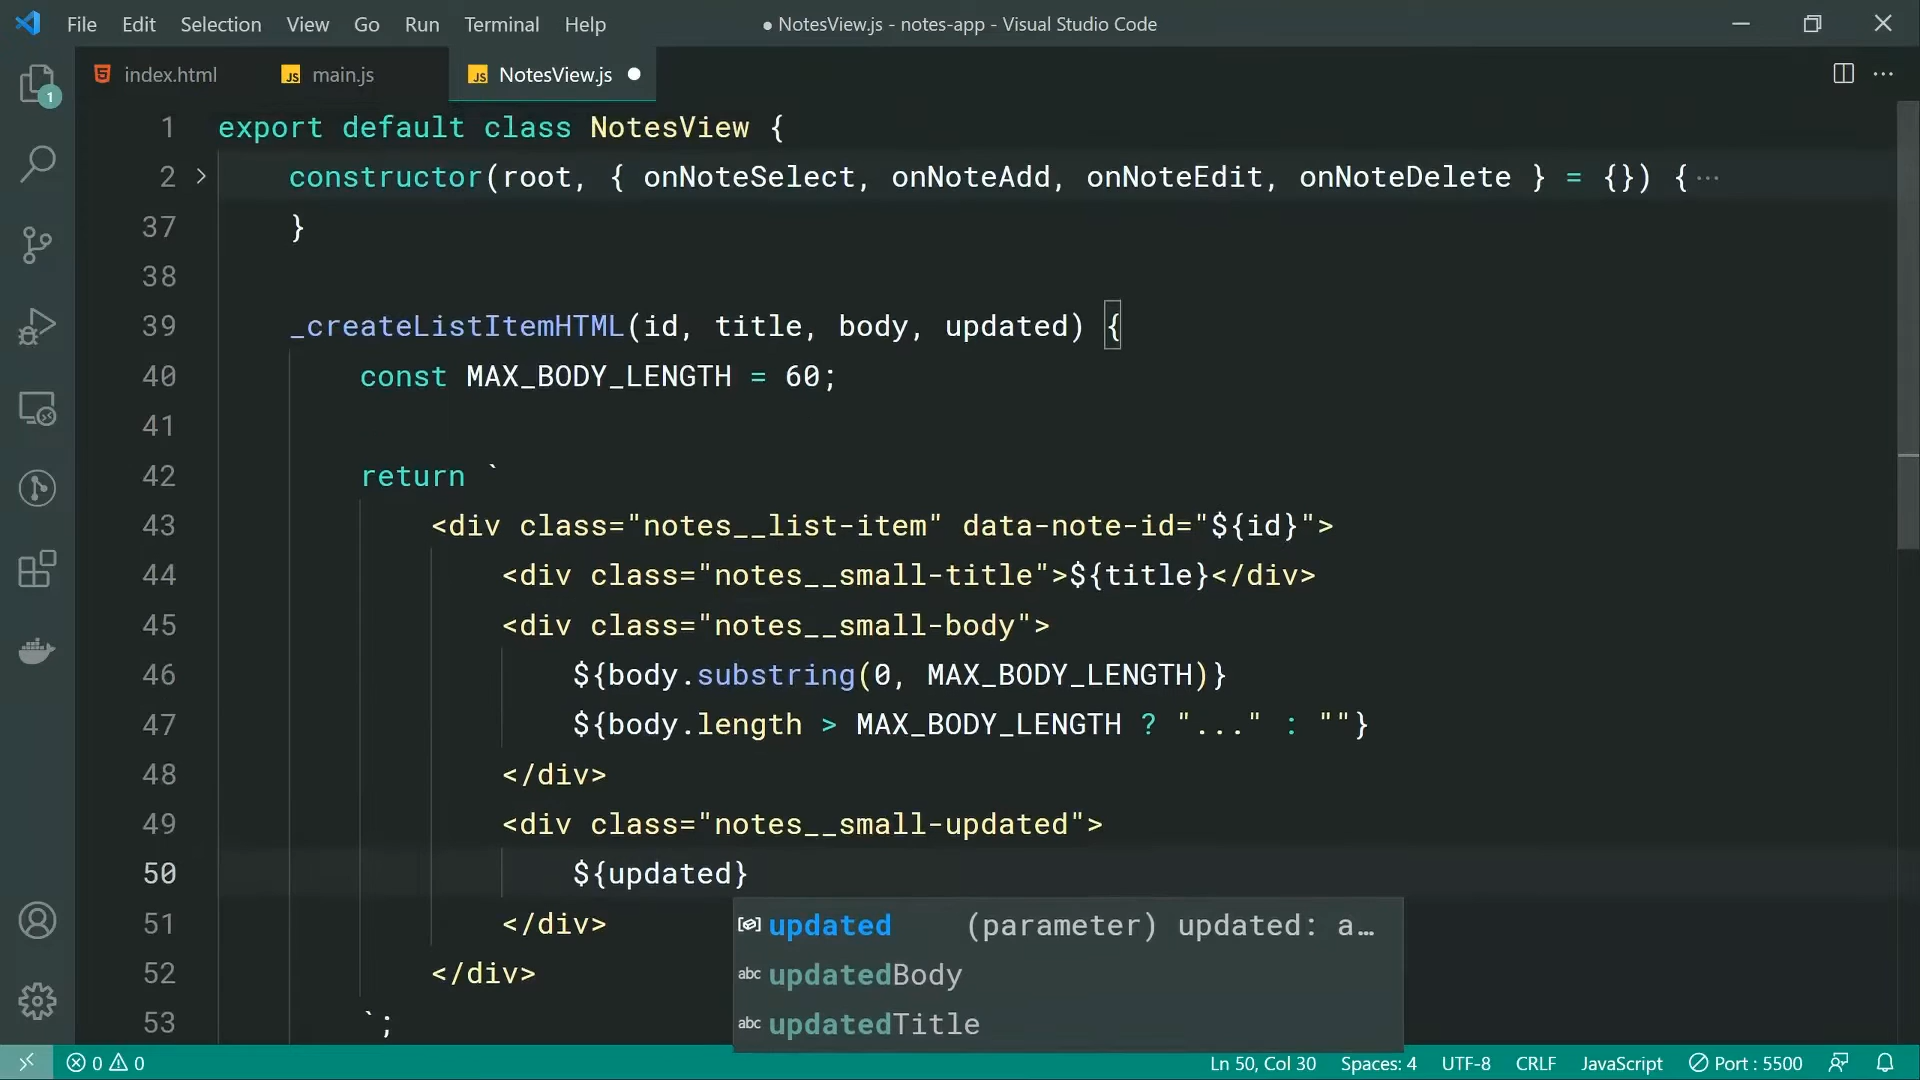 File Edit Selection View Go Run Terminal Help ● NotesView.js - notes-app - Visual Studio Code
index.html JS main.js JS NotesView.js ●
1 export default class NotesView {
2 constructor(root, { onNoteSelect, onNoteAdd, onNoteEdit, onNoteDelete } = {}) {···
37 }
38
39 _createListItemHTML(id, title, body, updated) {
40 const MAX_BODY_LENGTH = 60;
41
42 return `
43 <div class="notes__list-item" data-note-id="${id}">
44 <div class="notes__small-title">${title}</div>
45 <div class="notes__small-body">
46 ${body.substring(0, MAX_BODY_LENGTH)}
47 ${body.length > MAX_BODY_LENGTH ? "..." : ""}
48 </div>
49 <div class="notes__small-updated">
50 ${updated}
51 </div>
updated (parameter) updated: a…
52 </div>
abc updatedBody
53 `;
abc updatedTitle
1
0 0 Ln 50, Col 30 Spaces: 4 UTF-8 CRLF JavaScript Port : 5500